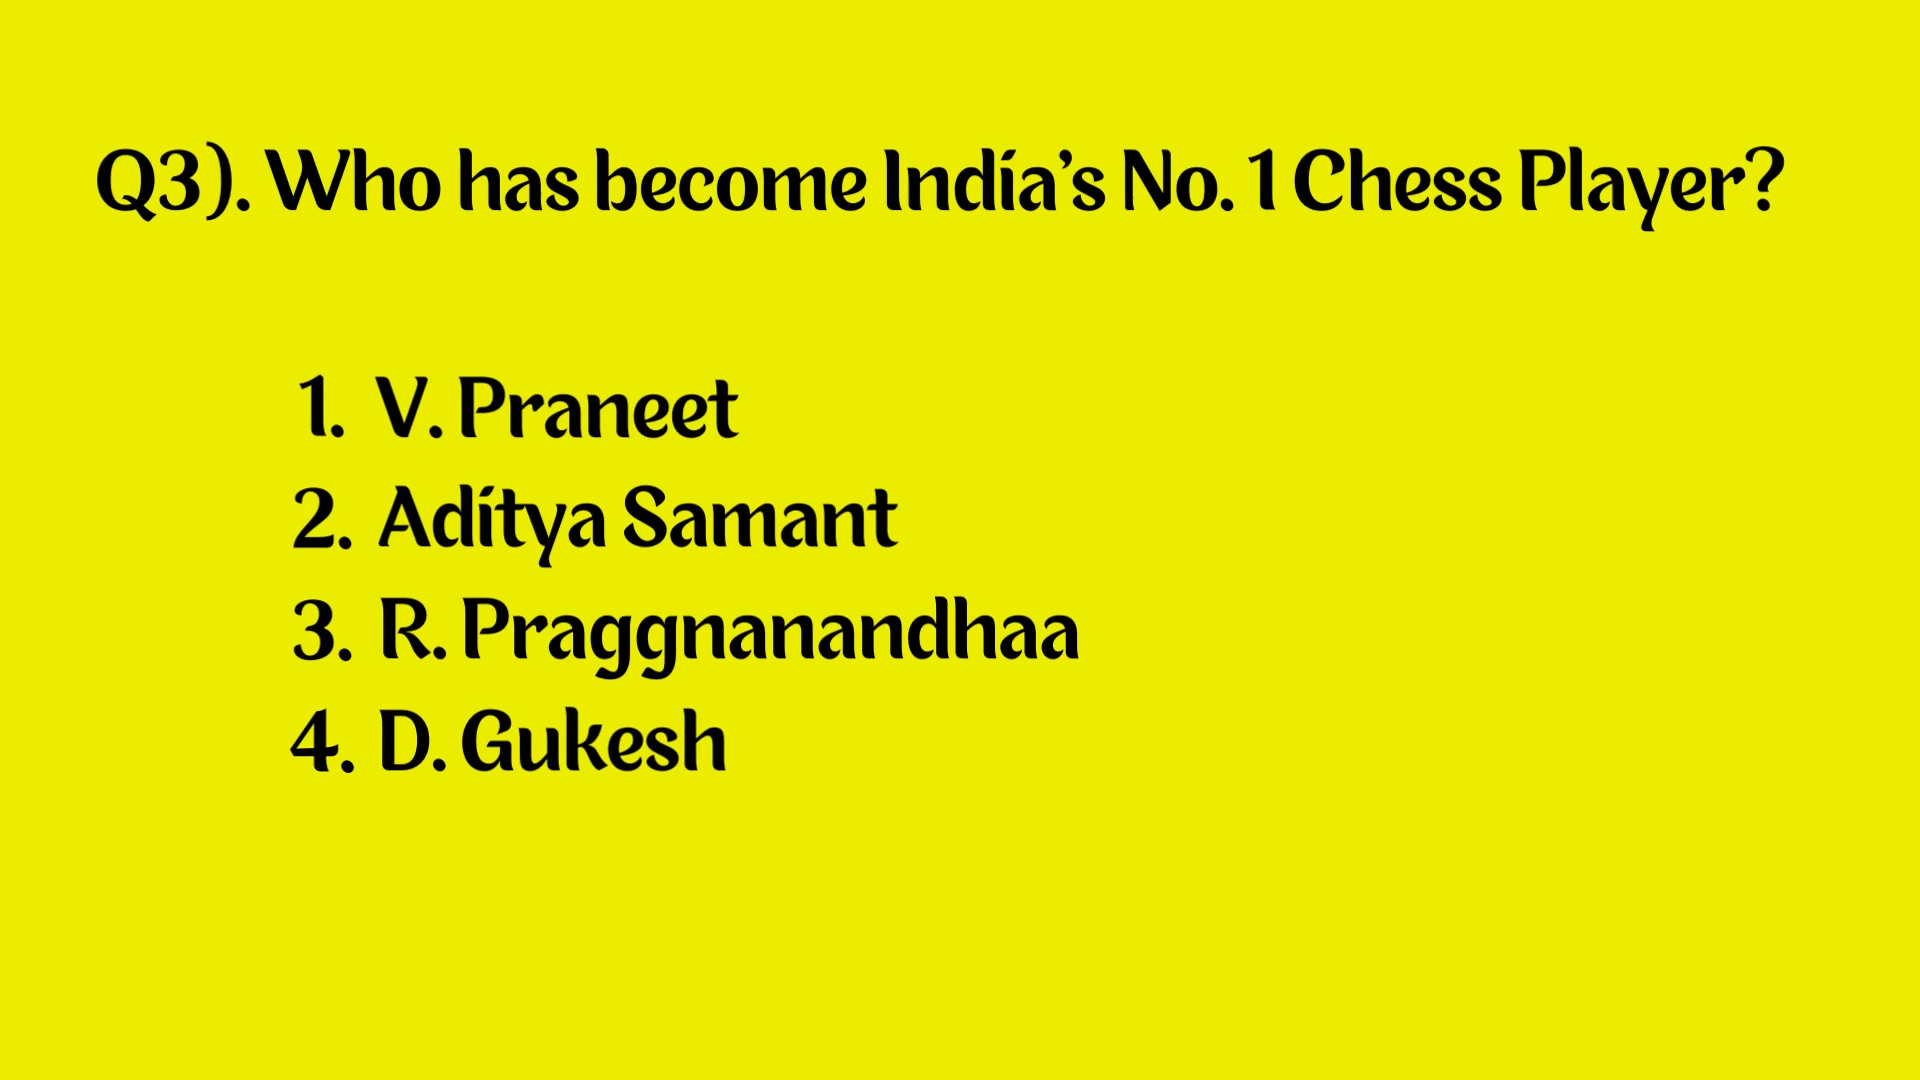 Q3). Who has become India’s No. 1 Chess Player?
1. V. Praneet
2. Aditya Samant
3. R. Praggnanandhaa
4. D. Gukesh